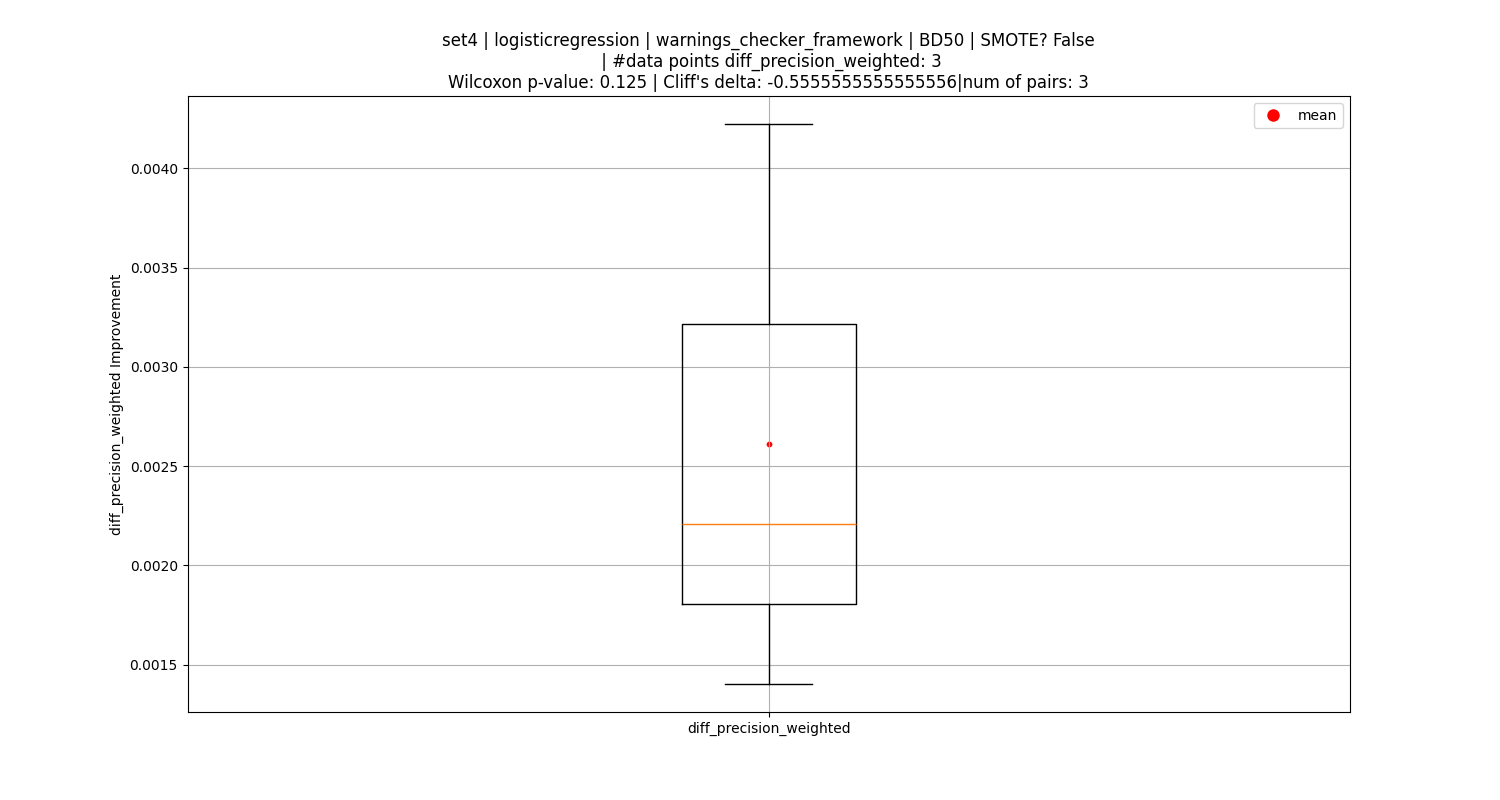 set4 | logisticregression | warnings_checker_framework | BD50 | SMOTE? False
| #data points diff_precision_weighted: 3
Wilcoxon p-value: 0.125 | Cliff's delta: -0.5555555555555556|num of pairs: 3
mean
0.0040
0.0035
0.0030
0.0025
0.0020
0.0015
diff_precision_weighted Improvement
diff_precision_weighted